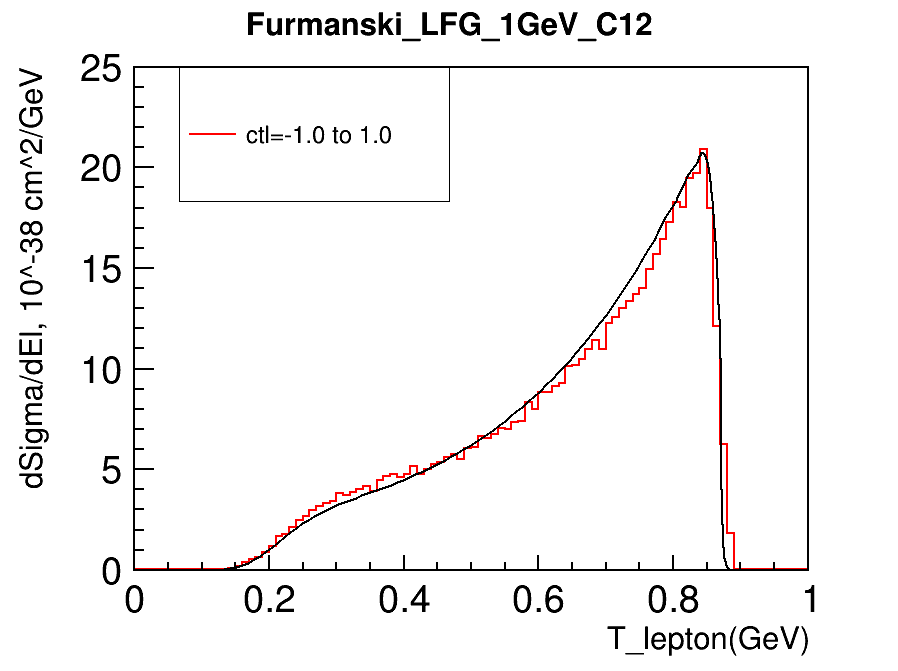 Furmanski_LFG_1GeV_C12
dSigma/dEl, 10^-38 cm^2/GeV
25
20
15
10
5
0
ctl=-1.0 to 1.0
0 0.2 0.4 0.6 0.8 1
T_lepton(GeV)